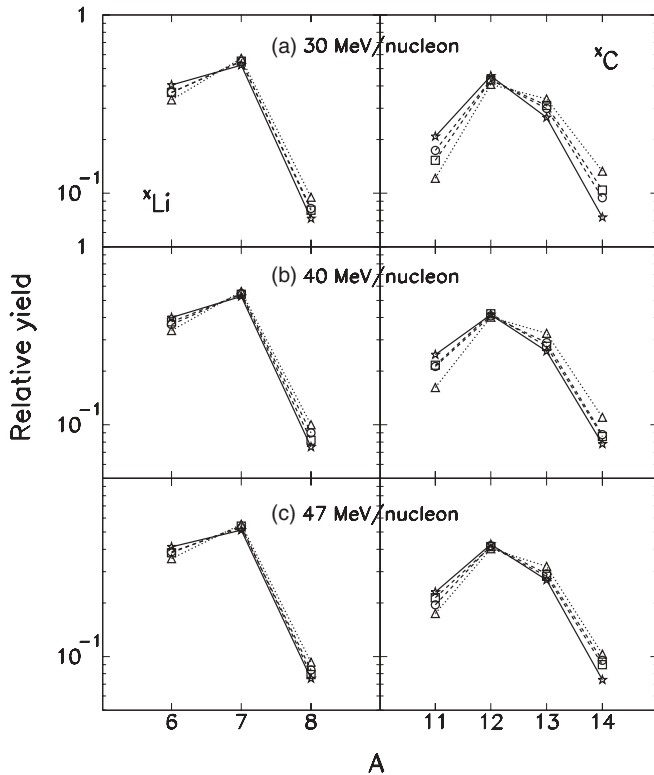 1
(a) 30 MeV/nucleon
ˣC
10⁻¹
ˣLi
1
(b) 40 MeV/nucleon
Relative yield
10⁻¹
(c) 47 MeV/nucleon
10⁻¹
6 7 8 11 12 13 14
A